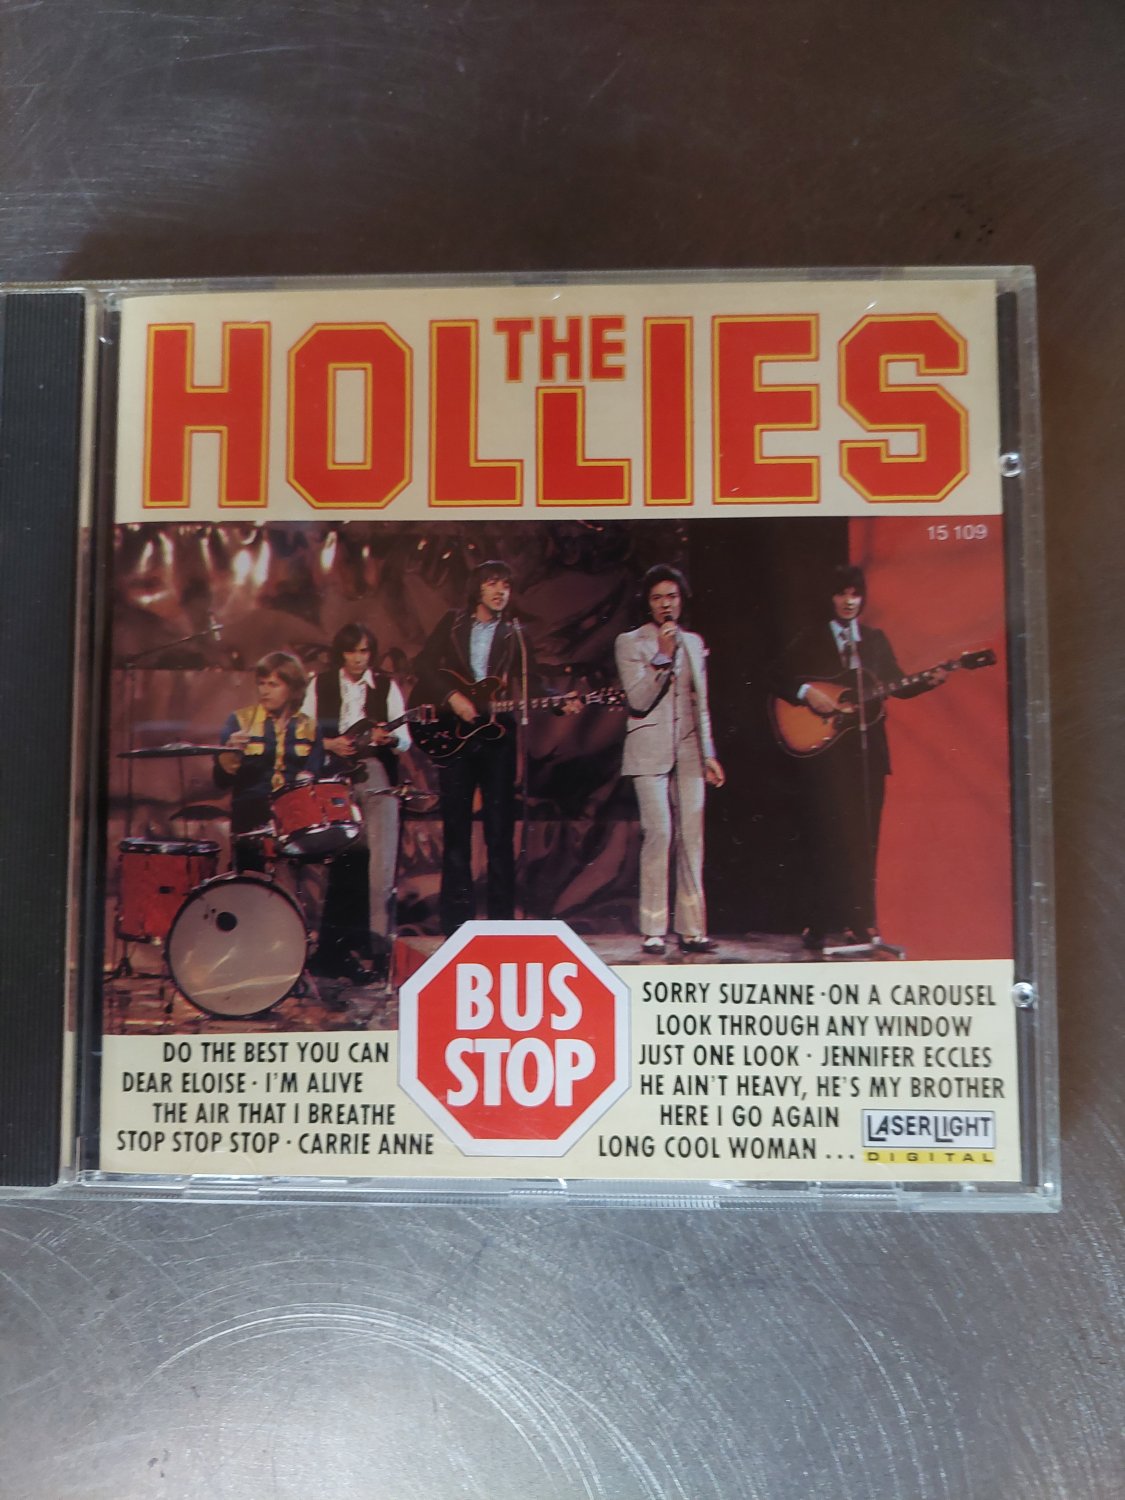 THE
HOLLIES
15 109
BUS
STOP
DO THE BEST YOU CAN
DEAR ELOISE · I'M ALIVE
THE AIR THAT I BREATHE
STOP STOP STOP · CARRIE ANNE
SORRY SUZANNE · ON A CAROUSEL
LOOK THROUGH ANY WINDOW
JUST ONE LOOK · JENNIFER ECCLES
HE AIN'T HEAVY, HE'S MY BROTHER
HERE I GO AGAIN
LONG COOL WOMAN ...
LASERLIGHT
DIGITAL